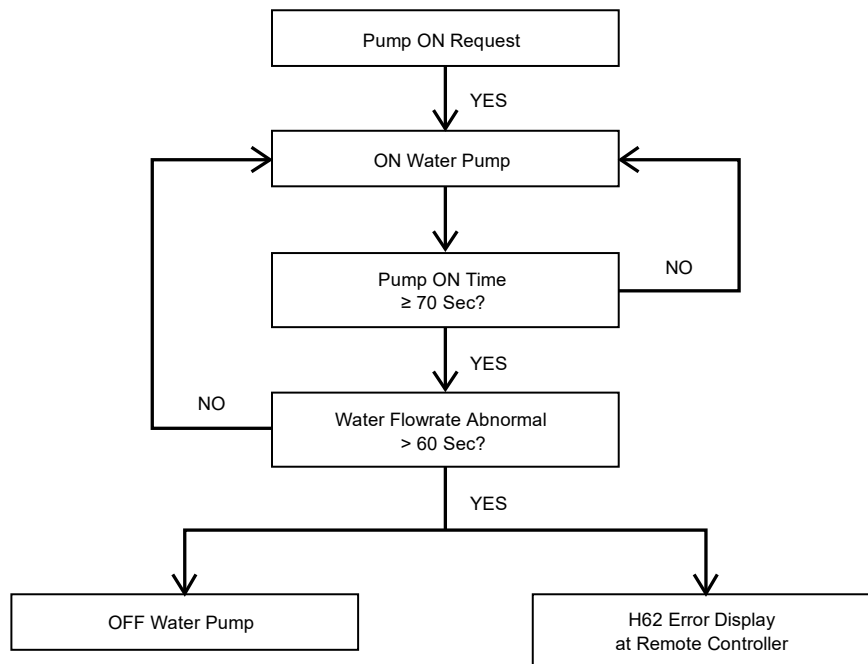 Pump ON Request
YES
ON Water Pump
Pump ON Time
≥ 70 Sec?
NO
YES
NO
Water Flowrate Abnormal
> 60 Sec?
YES
OFF Water Pump
H62 Error Display
at Remote Controller